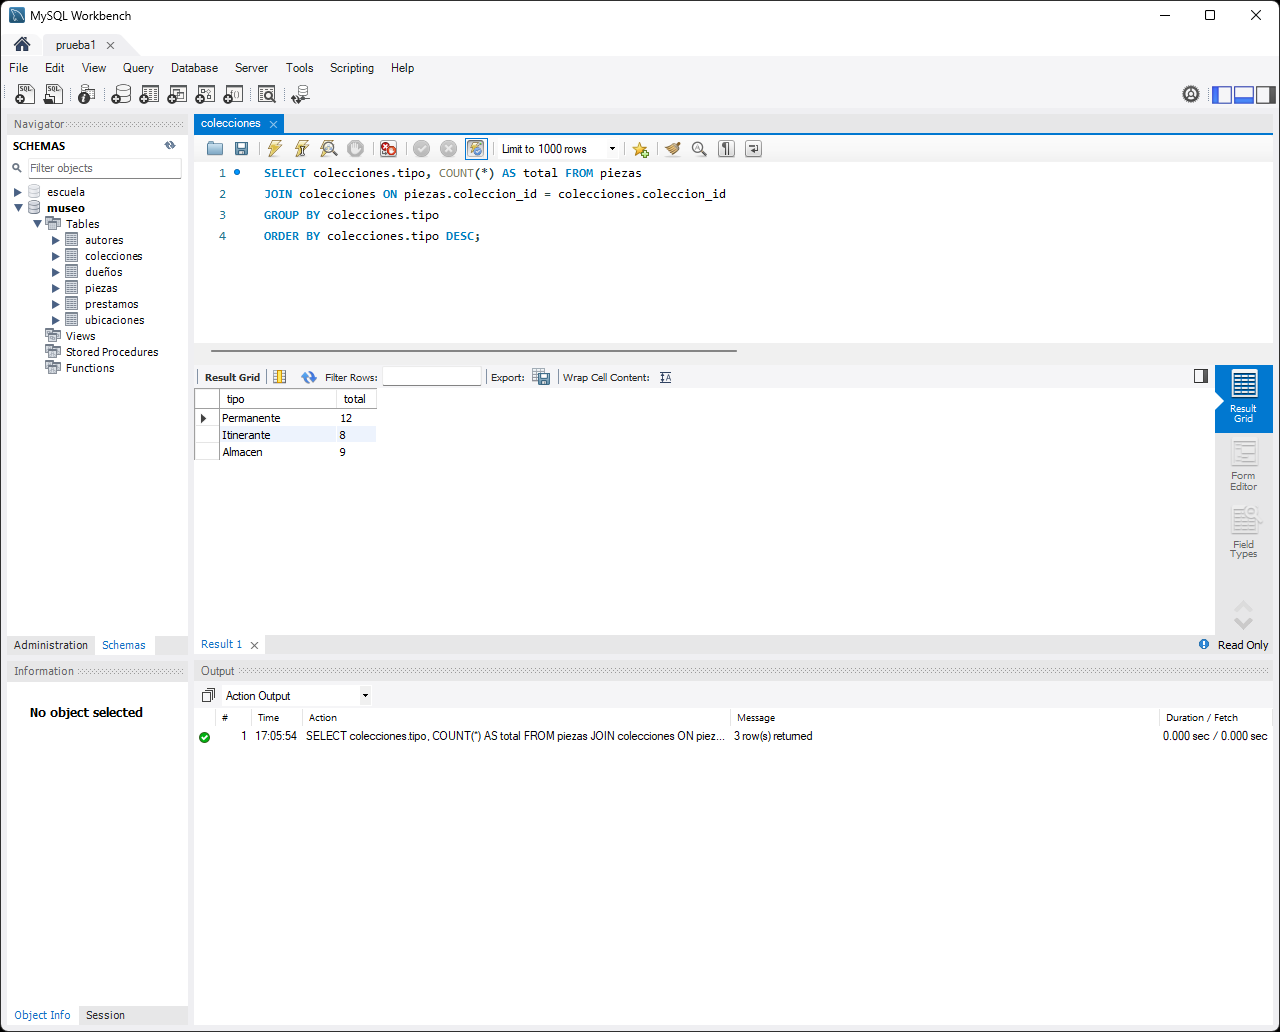 MySQL Workbench
prueba1
File Edit View Query Database Server Tools Scripting Help
Navigator
SCHEMAS
Filter objects
escuela
museo
Tables
autores
colecciones
dueños
piezas
prestamos
ubicaciones
Views
Stored Procedures
Functions
Administration Schemas
Information
No object selected
Object Info Session
colecciones
Limit to 1000 rows
1 SELECT colecciones.tipo, COUNT(*) AS total FROM piezas
2 JOIN colecciones ON piezas.coleccion_id = colecciones.coleccion_id
3 GROUP BY colecciones.tipo
4 ORDER BY colecciones.tipo DESC;
Result Grid Filter Rows: Export: Wrap Cell Content:
tipo total
Permanente 12
Itinerante 8
Almacen 9
Result Grid
Form Editor
Field Types
Result 1 Read Only
Output
Action Output
# Time Action Message Duration / Fetch
1 17:05:54 SELECT colecciones.tipo, COUNT(*) AS total FROM piezas JOIN colecciones ON piez... 3 row(s) returned 0.000 sec / 0.000 sec